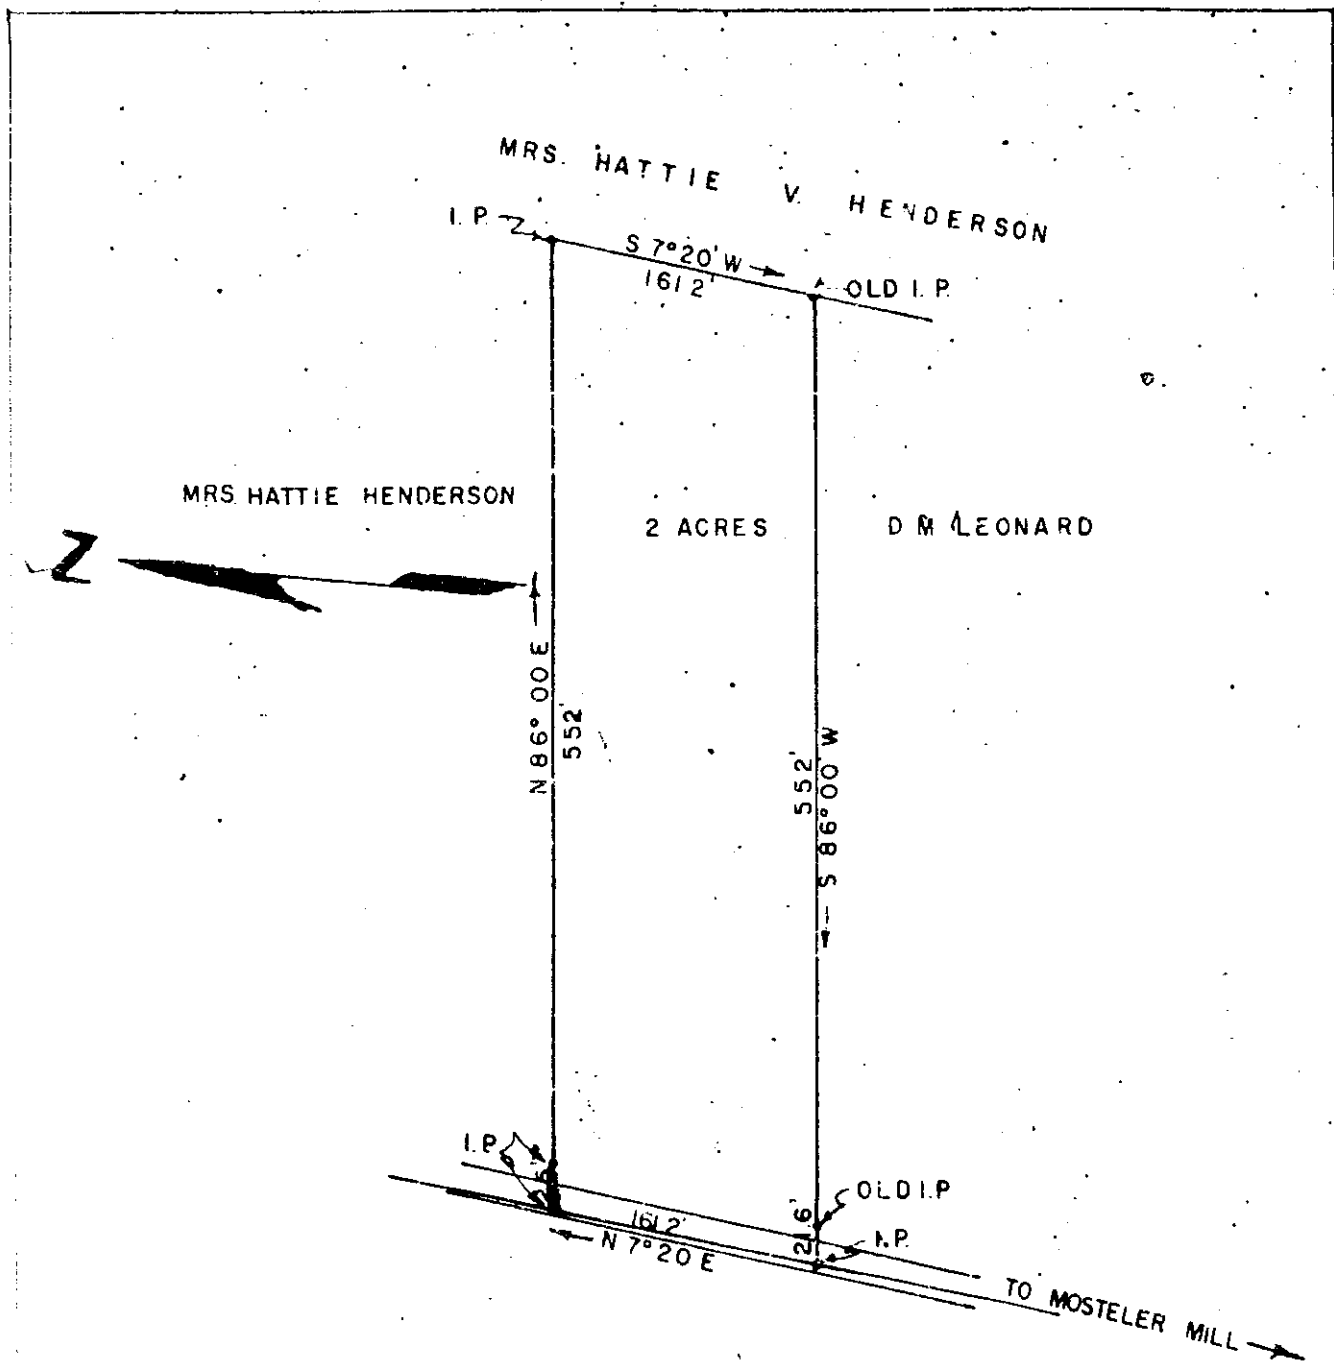 MRS. HATTIE V. HENDERSON
I. P.
S 7°20' W
161.2'
OLD I. P.
MRS. HATTIE HENDERSON
2 ACRES
D M LEONARD
N
N 86° 00 E
552'
552'
S 86°00' W
I.P.
161.2'
N 7°20 E
21.6'
OLD I.P.
I.P.
TO MOSTELER MILL